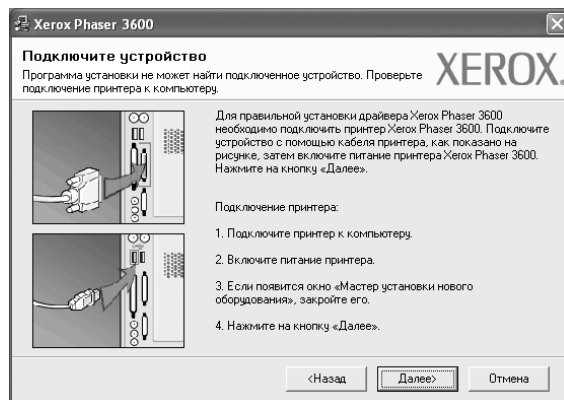 Xerox Phaser 3600
Подключите устройство
Программа установки не может найти подключенное устройство. Проверьте
подключение принтера к компьютеру.
XEROX.
Для правильной установки драйвера Xerox Phaser 3600
необходимо подключить принтер Xerox Phaser 3600. Подключите
устройство с помощью кабеля принтера, как показано на
рисунке, затем включите питание принтера Xerox Phaser 3600.
Нажмите на кнопку «Далее».
Подключение принтера:
1. Подключите принтер к компьютеру.
2. Включите питание принтера.
3. Если появится окно «Мастер установки нового
оборудования», закройте его.
4. Нажмите на кнопку «Далее».
<Назад
Далее>
Отмена